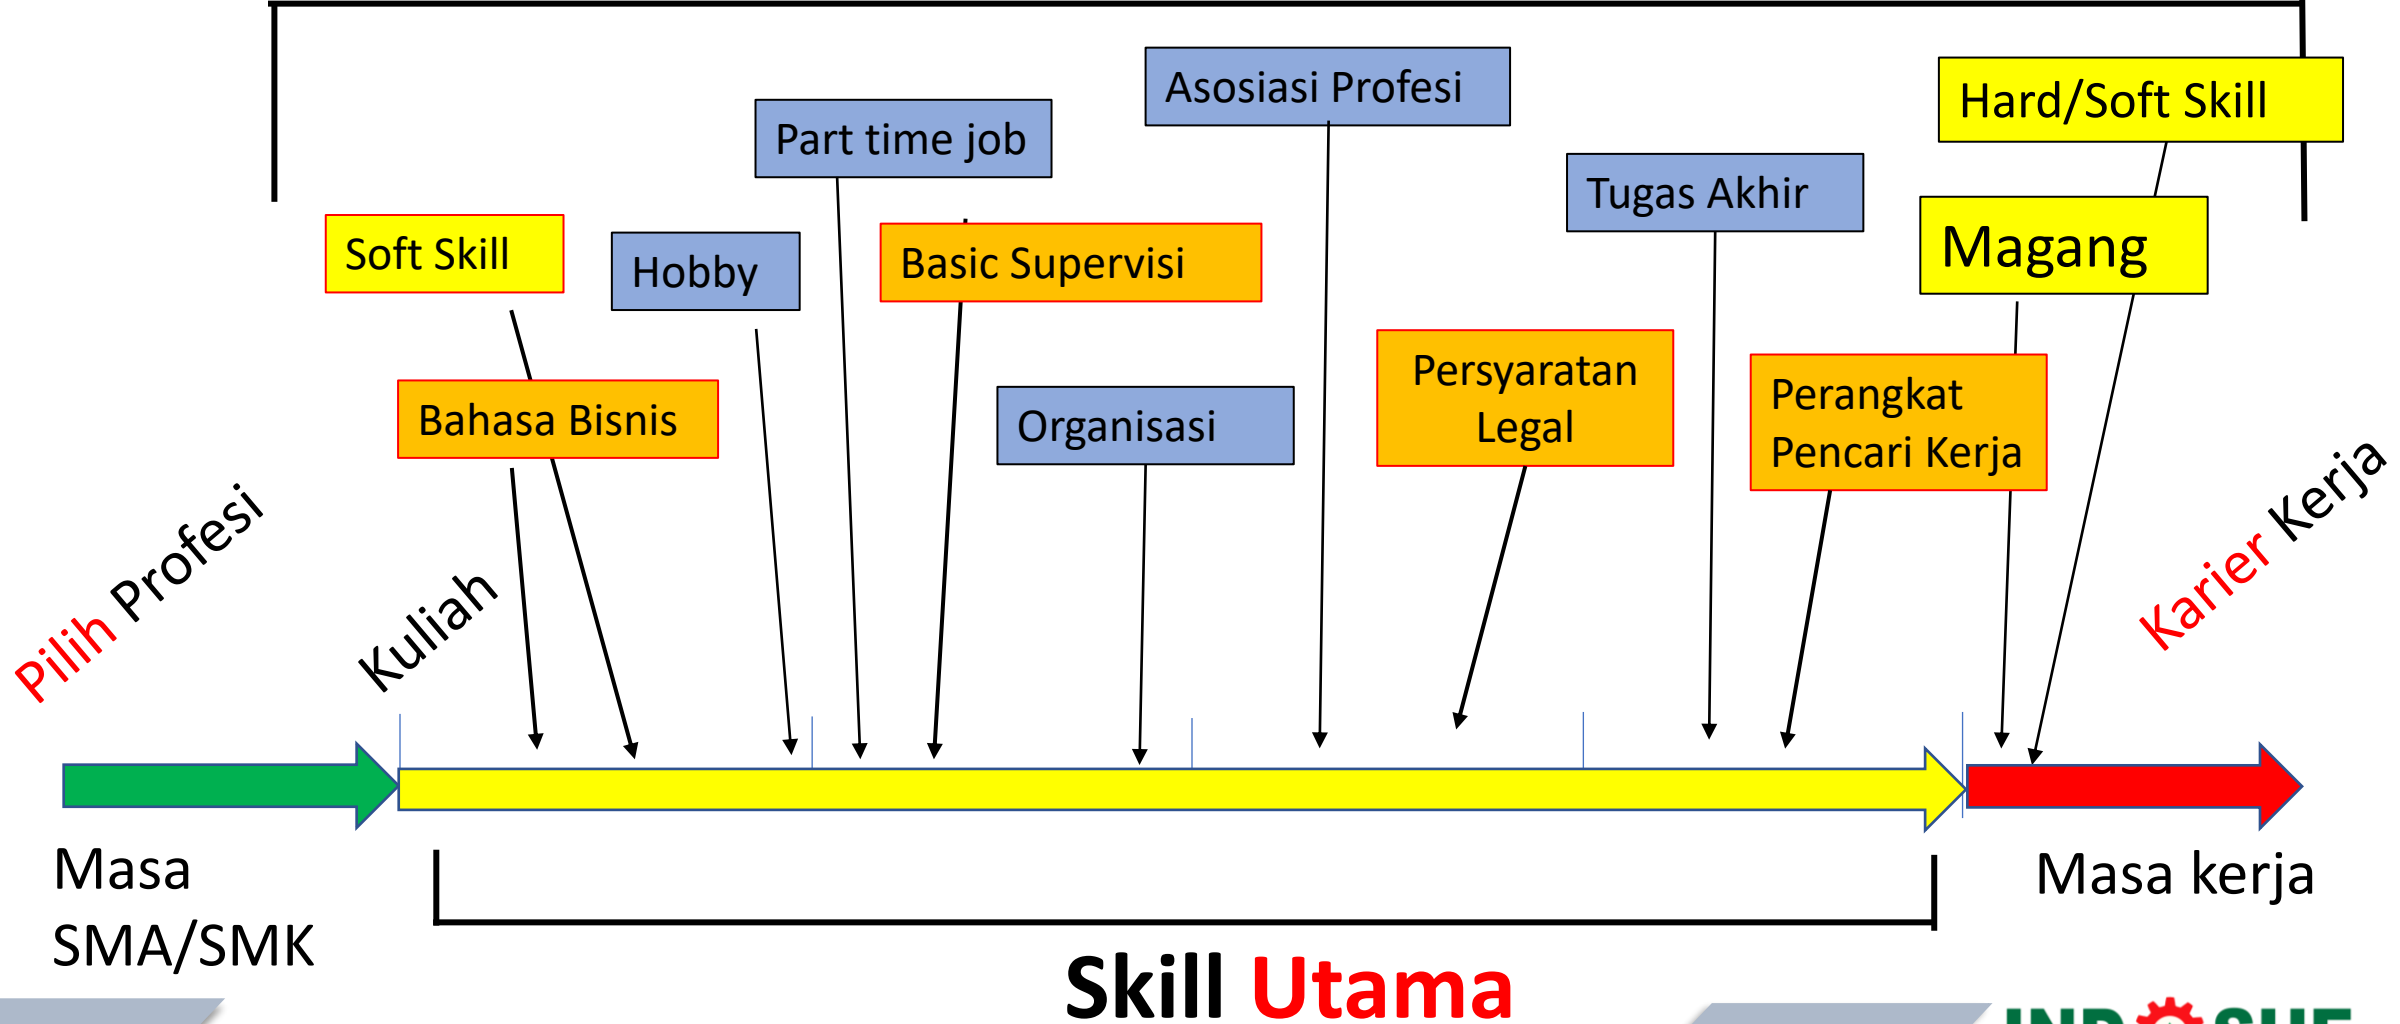 Asosiasi Profesi
Hard/Soft Skill
Part time job
Tugas Akhir
Soft Skill
Hobby
Basic Supervisi
Magang
Persyaratan
Legal
Perangkat
Pencari Kerja
Bahasa Bisnis
Organisasi
Pilih Profesi
Kuliah
Karier Kerja
Masa
SMA/SMK
Masa kerja
Skill Utama